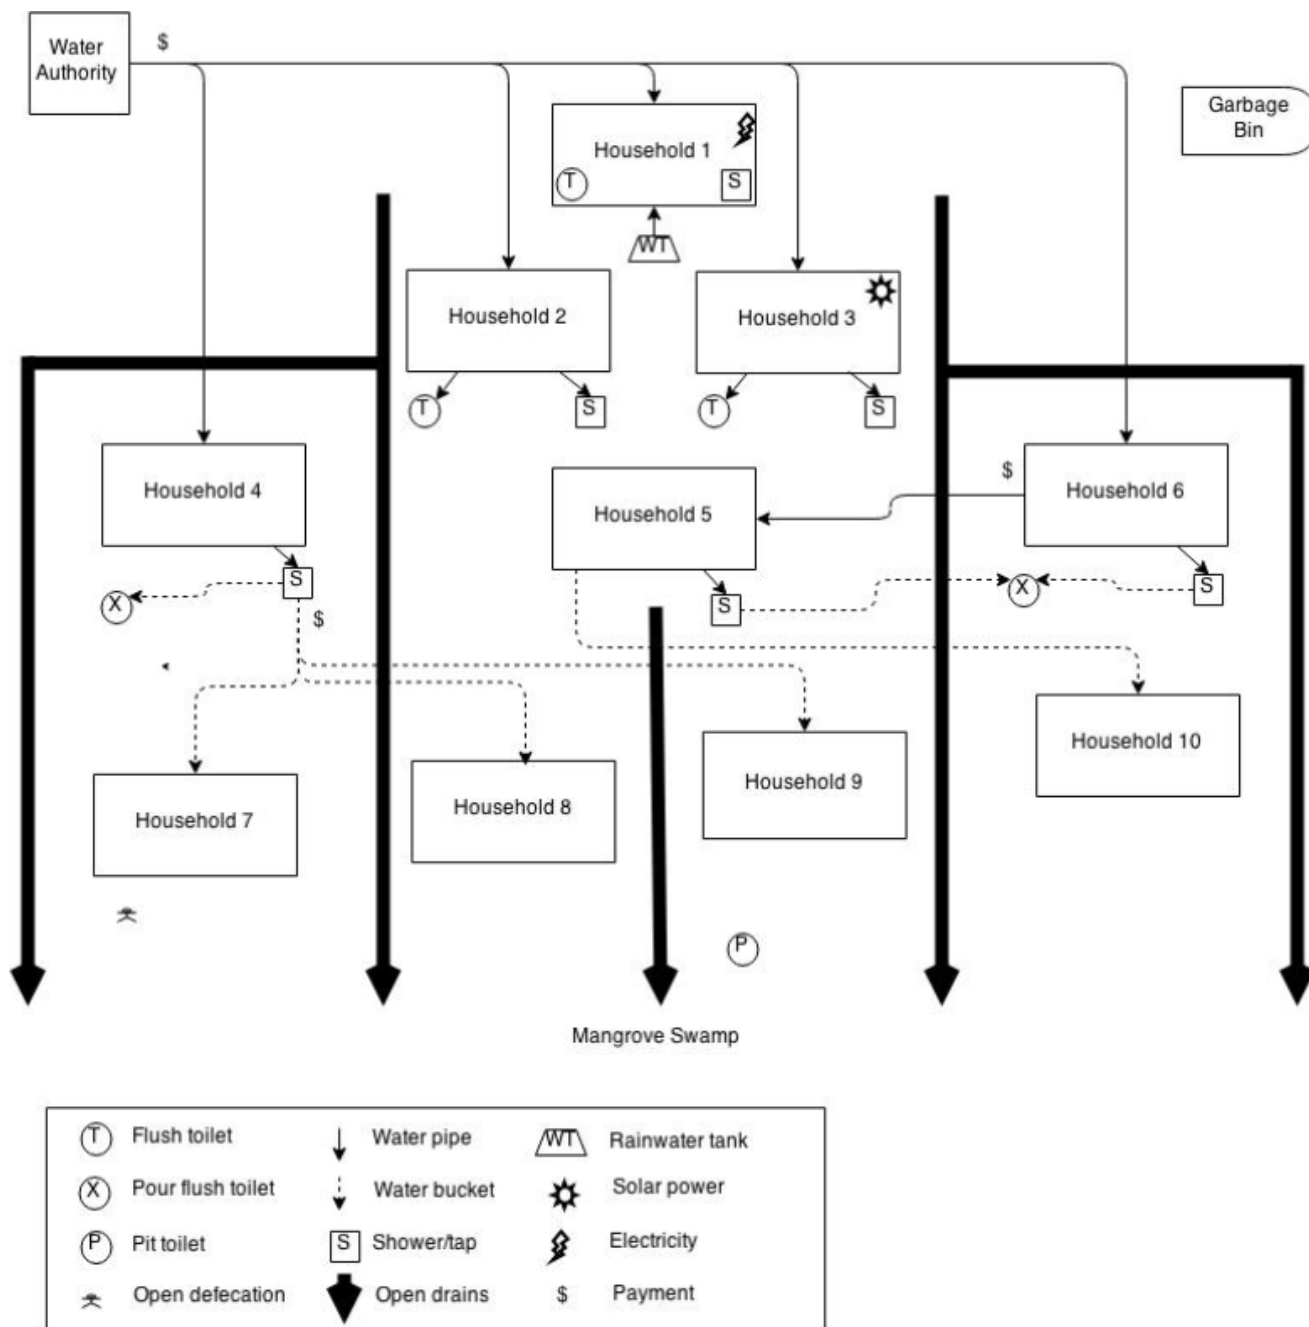 Water
Authority
$
Garbage
Bin
Household 1
T
S
WT
Household 2
Household 3
T
S
T
S
Household 4
Household 5
$
Household 6
S
X
$
S
X
S
Household 7
Household 8
Household 9
Household 10
P
Mangrove Swamp
T Flush toilet
Water pipe
WT Rainwater tank
X Pour flush toilet
Water bucket
Solar power
P Pit toilet
S Shower/tap
Electricity
Open defecation
Open drains
$ Payment